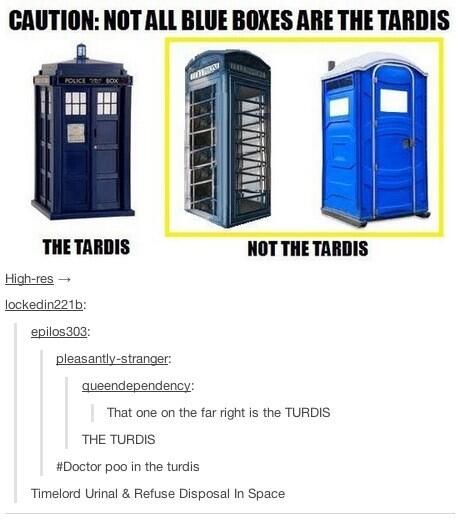 CAUTION: NOT ALL BLUE BOXES ARE THE TARDIS
POLICE BOX
THE TARDIS
NOT THE TARDIS
High-res →
lockedin221b:
epilos303:
pleasantly-stranger:
queendependency:
That one on the far right is the TURDIS
THE TURDIS
#Doctor poo in the turdis
Timelord Urinal & Refuse Disposal In Space